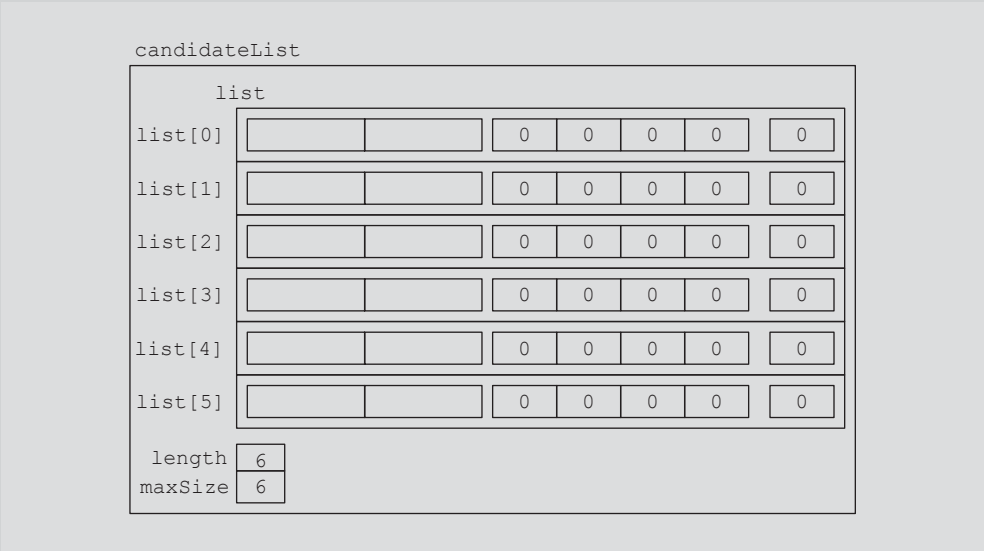 candidateList
list
list[0] 0 0 0 0 0
list[1] 0 0 0 0 0
list[2] 0 0 0 0 0
list[3] 0 0 0 0 0
list[4] 0 0 0 0 0
list[5] 0 0 0 0 0
length 6
maxSize 6